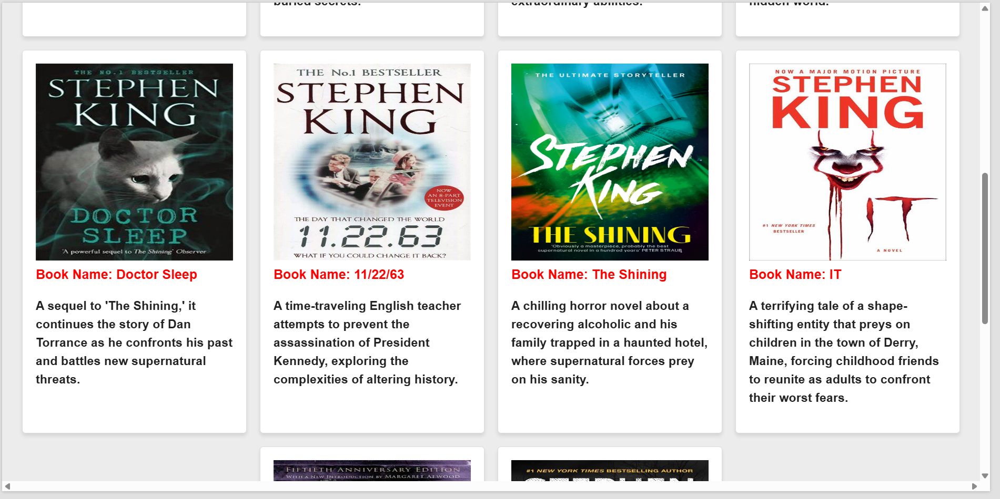 buried secrets.
extraordinary abilities.
hidden world.
THE NO.1 BESTSELLER
STEPHEN
KING
DOCTOR
SLEEP
'A powerful sequel to The Shining' Observer
Book Name: Doctor Sleep
A sequel to 'The Shining,' it
continues the story of Dan
Torrance as he confronts his past
and battles new supernatural
threats.
THE No.1 BESTSELLER
STEPHEN
KING
NOW
AN 8-PART
TELEVISION
EVENT
THE DAY THAT CHANGED THE WORLD
11.22.63
WHAT IF YOU COULD CHANGE IT BACK?
Book Name: 11/22/63
A time-traveling English teacher
attempts to prevent the
assassination of President
Kennedy, exploring the
complexities of altering history.
THE ULTIMATE STORYTELLER
STEPHEN
KING
THE SHINING
'Obviously a masterpiece, probably the best
supernatural novel in a hundred years' PETER STRAUB
Book Name: The Shining
A chilling horror novel about a
recovering alcoholic and his
family trapped in a haunted hotel,
where supernatural forces prey
on his sanity.
NOW A MAJOR MOTION PICTURE
STEPHEN
KING
IT
#1 NEW YORK TIMES
BESTSELLER
A NOVEL
Book Name: IT
A terrifying tale of a shape-
shifting entity that preys on
children in the town of Derry,
Maine, forcing childhood friends
to reunite as adults to confront
their worst fears.
FIFTIETH ANNIVERSARY EDITION
WITH A NEW INTRODUCTION BY MARGARET ATWOOD
#1 NEW YORK TIMES BESTSELLING AUTHOR